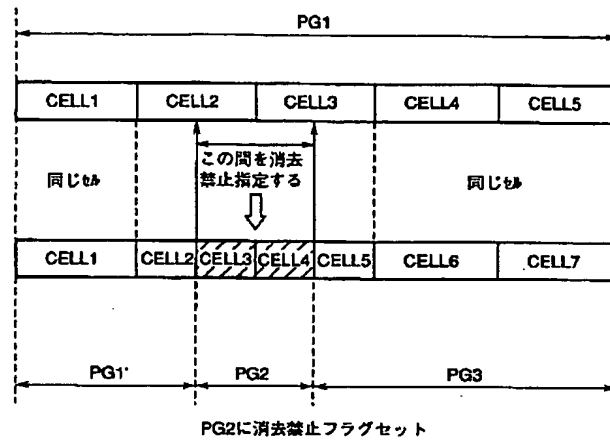 PG1
CELL1 CELL2 CELL3 CELL4 CELL5
この間を消去
禁止指定する
同じセル 同じセル
CELL1 CELL2 CELL3 CELL4 CELL5 CELL6 CELL7
PG1' PG2 PG3
PG2に消去禁止フラグセット